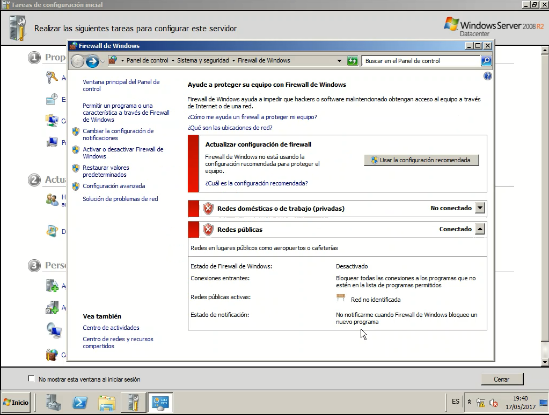 Tareas de configuración inicial
Realizar las siguientes tareas para configurar este servidor
Windows Server 2008 R2
Datacenter
1 Prop
2 Actu
3 Pers
Firewall de Windows
Panel de control
Sistema y seguridad
Firewall de Windows
Buscar en el Panel de control
Ventana principal del Panel de
control
Permitir un programa o una
característica a través de Firewall
de Windows
Cambiar la configuración de
notificaciones
Activar o desactivar Firewall de
Windows
Restaurar valores
predeterminados
Configuración avanzada
Solución de problemas de red
Vea también
Centro de actividades
Centro de redes y recursos
compartidos
Ayude a proteger su equipo con Firewall de Windows
Firewall de Windows ayuda a impedir que hackers o software malintencionado obtengan acceso al equipo a través
de Internet o de una red.
¿Cómo me ayuda un firewall a proteger mi equipo?
¿Qué son las ubicaciones de red?
Actualizar configuración de firewall
Firewall de Windows no está usando la
configuración recomendada para proteger el
equipo.
¿Cuál es la configuración recomendada?
Usar la configuración recomendada
Redes domésticas o de trabajo (privadas) No conectado
Redes públicas Conectado
Redes en lugares públicos como aeropuertos o cafeterías
Estado de Firewall de Windows: Desactivado
Conexiones entrantes: Bloquear todas las conexiones a los programas que no
estén en la lista de programas permitidos
Redes públicas activas: Red no identificada
Estado de notificación: No notificarme cuando Firewall de Windows bloquee un
nuevo programa
No mostrar esta ventana al iniciar sesión
Cerrar
Inicio
ES
19:40
17/05/2017